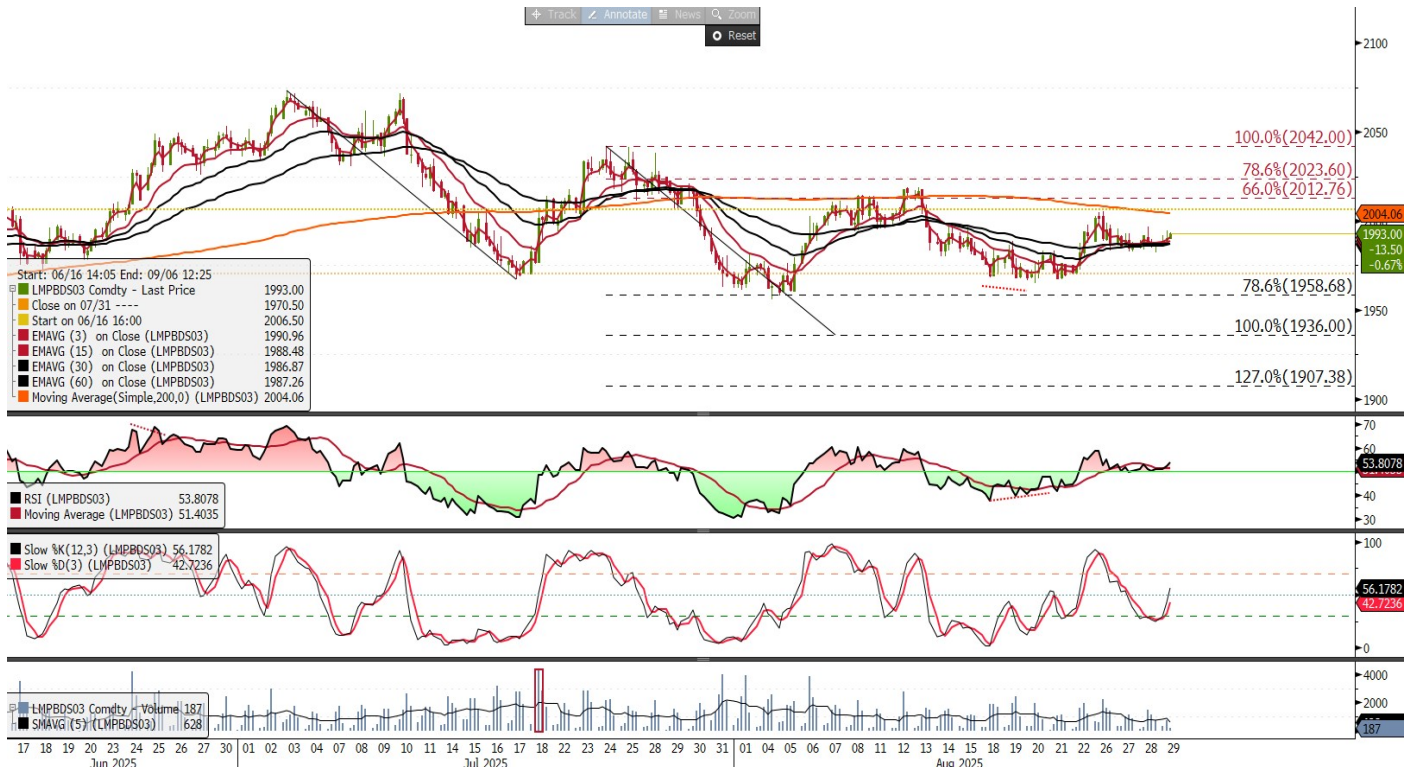 Track Annotate News Zoom
Reset
2100
2050
100.0%(2042.00)
78.6%(2023.60)
66.0%(2012.76)
2004.06
1993.00
-13.50
-0.67%
78.6%(1958.68)
1950
100.0%(1936.00)
127.0%(1907.38)
1900
Start: 06/16 14:05 End: 09/06 12:25
LMPBDS03 Comdty - Last Price 1993.00
Close on 07/31 ---- 1970.50
Start on 06/16 16:00 2006.50
EMAVG (3) on Close (LMPBDS03) 1990.96
EMAVG (15) on Close (LMPBDS03) 1988.48
EMAVG (30) on Close (LMPBDS03) 1986.87
EMAVG (60) on Close (LMPBDS03) 1987.26
Moving Average(Simple,200,0) (LMPBDS03) 2004.06
70
60
53.8078
40
30
RSI (LMPBDS03) 53.8078
Moving Average (LMPBDS03) 51.4035
100
56.1782
42.7236
0
Slow %K(12,3) (LMPBDS03) 56.1782
Slow %D(3) (LMPBDS03) 42.7236
4000
2000
187
LMPBDS03 Comdty - Volume 187
SMAVG (5) (LMPBDS03) 628
17 18 19 20 23 24 25 26 27 30 01 02 03 04 07 08 09 10 11 14 15 16 17 18 21 22 23 24 25 28 29 30 31 01 04 05 06 07 08 11 12 13 14 15 18 19 20 21 22 26 27 28 29
Jun 2025 Jul 2025 Aug 2025